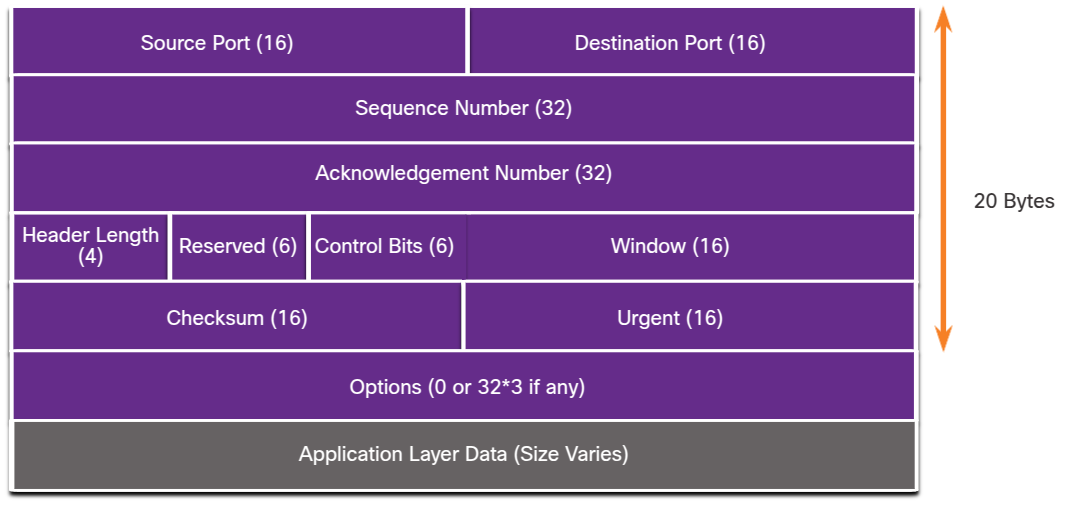 Source Port (16)
Destination Port (16)
Sequence Number (32)
Acknowledgement Number (32)
Header Length
(4)
Reserved (6)
Control Bits (6)
Window (16)
Checksum (16)
Urgent (16)
Options (0 or 32*3 if any)
Application Layer Data (Size Varies)
20 Bytes